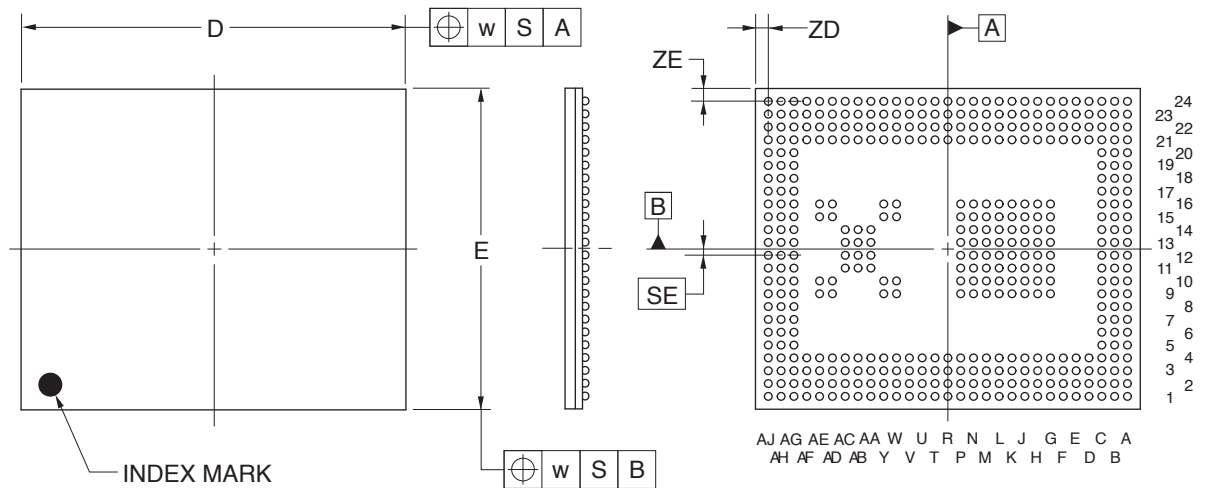 D
w S A
E
INDEX MARK
w S B
ZD
A
ZE
B
SE
24
23
22
21
20
19
18
17
16
15
14
13
12
11
10
9
8
7
6
5
4
3
2
1
AJ AG AE AC AA W U R N L J G E C A
AH AF AD AB Y V T P M K H F D B